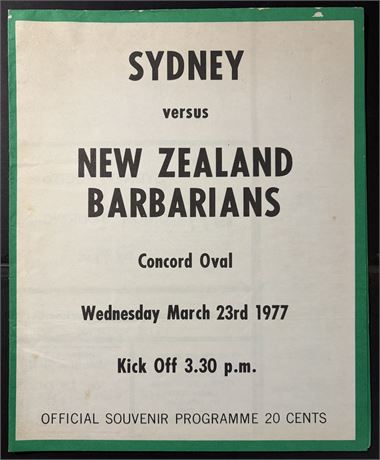 SYDNEY
versus
NEW ZEALAND
BARBARIANS
Concord Oval
Wednesday March 23rd 1977
Kick Off 3.30 p.m.
OFFICIAL SOUVENIR PROGRAMME 20 CENTS